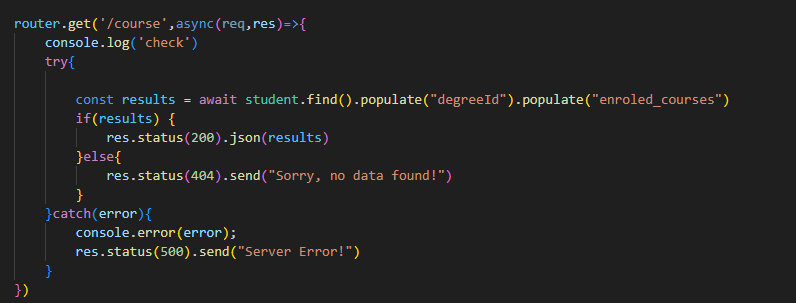 router.get('/course',async(req,res)=>{
    console.log('check')
    try{

        const results = await student.find().populate("degreeId").populate("enroled_courses")
        if(results) {
            res.status(200).json(results)
        }else{
            res.status(404).send("Sorry, no data found!")
        }
    }catch(error){
        console.error(error);
        res.status(500).send("Server Error!")
    }
})